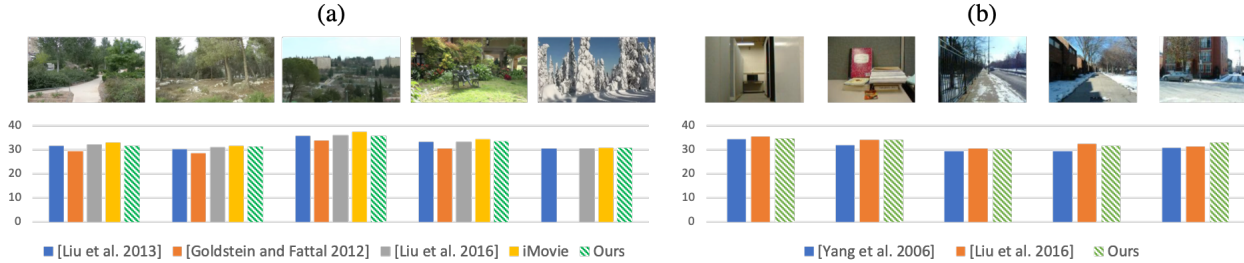 (a)
40
30
20
10
0
[Liu et al. 2013] [Goldstein and Fattal 2012] [Liu et al. 2016] iMovie Ours
(b)
40
30
20
10
0
[Yang et al. 2006] [Liu et al. 2016] Ours